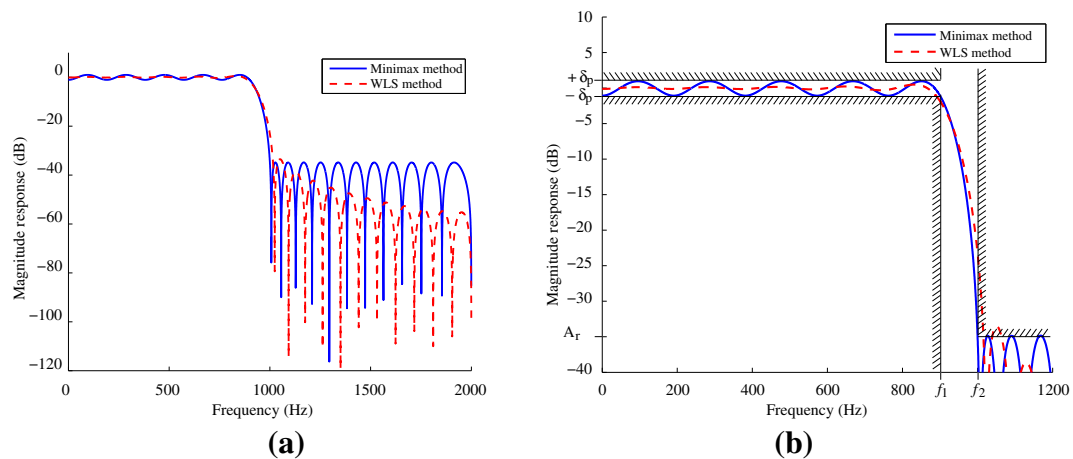 0
−20
−40
−60
−80
−100
−120
Magnitude response (dB)
0
500
1000
1500
2000
Frequency (Hz)
Minimax method
WLS method
(a)
10
5
+ δp
− δp
−5
−10
−15
−20
−25
−30
Ar
−40
Magnitude response (dB)
0
200
400
600
800
f1
f2
1200
Frequency (Hz)
Minimax method
WLS method
(b)